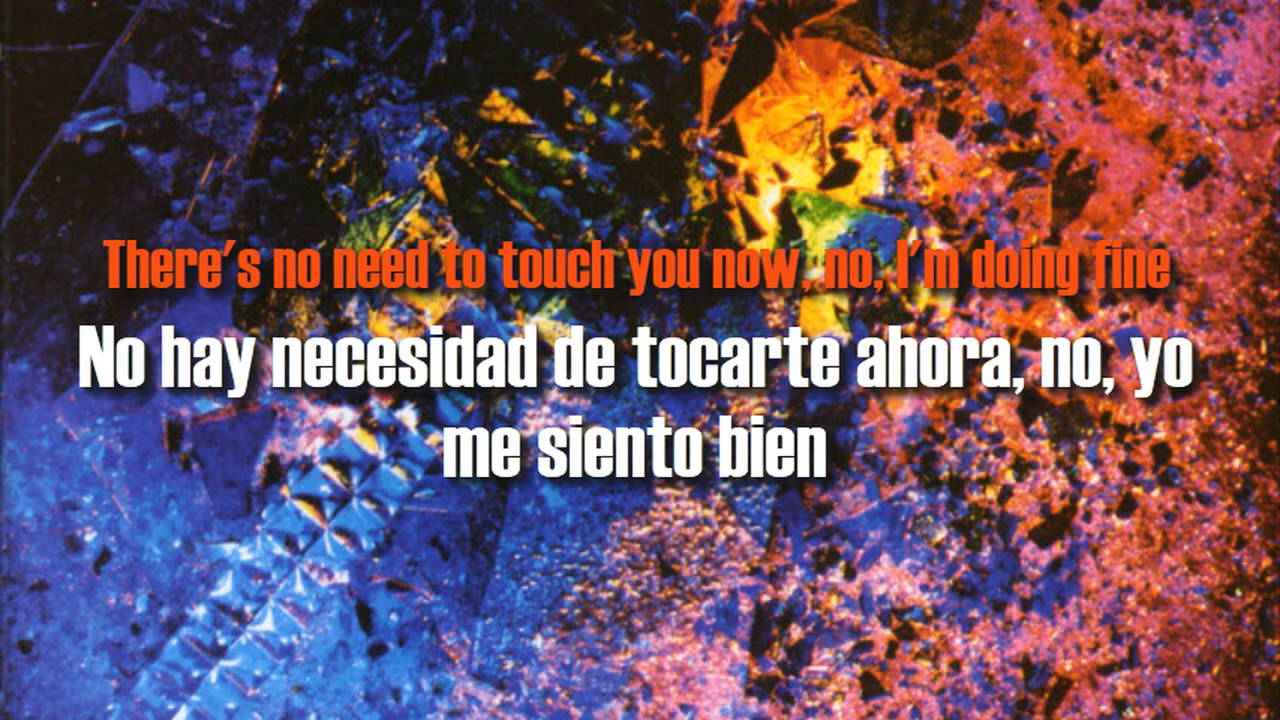 There's no need to touch you now, no, I'm doing fine
No hay necesidad de tocarte ahora, no, yo
me siento bien